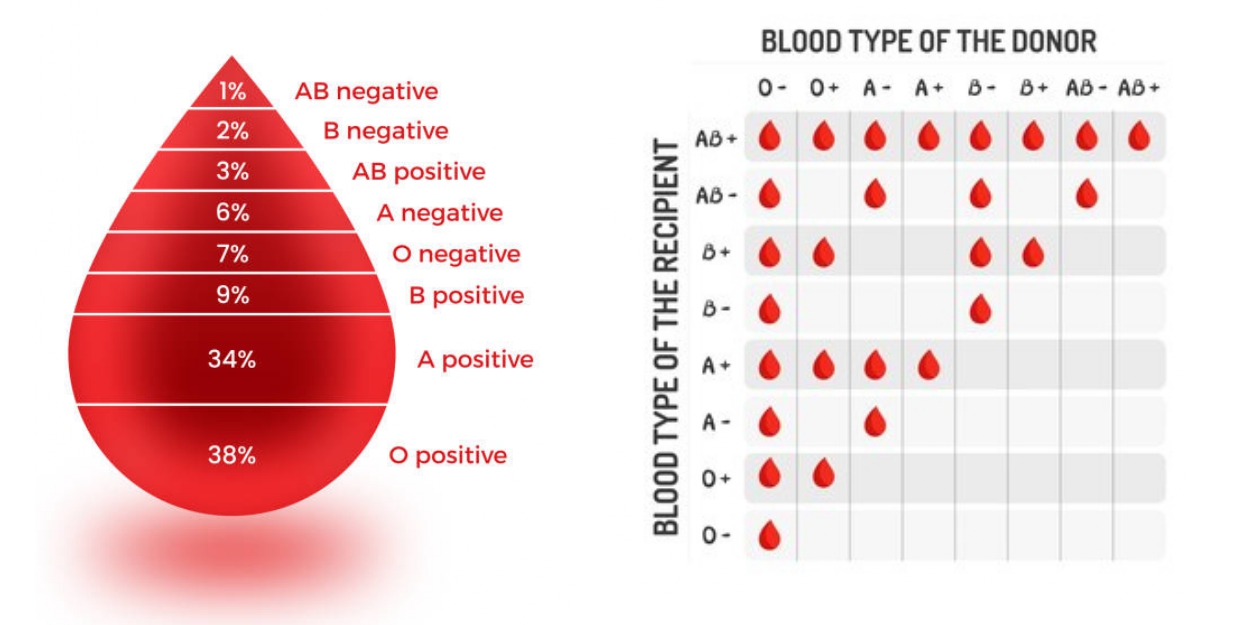 1% AB negative
2% B negative
3% AB positive
6% A negative
7% O negative
9% B positive
34% A positive
38% O positive
BLOOD TYPE OF THE DONOR
O- O+ A- A+ B- B+ AB- AB+
BLOOD TYPE OF THE RECIPIENT
AB+
AB-
B+
B-
A+
A-
O+
O-